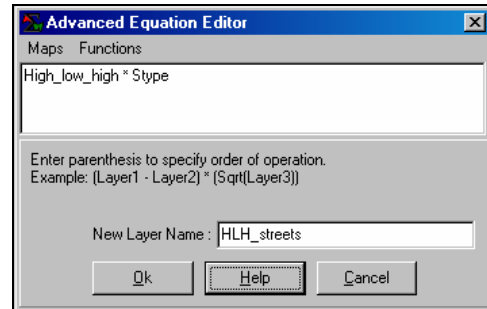 Advanced Equation Editor
Maps Functions
High_low_high * Stype
Enter parenthesis to specify order of operation.
Example: (Layer1 - Layer2) * (Sqrt(Layer3))
New Layer Name : HLH_streets
Ok Help Cancel